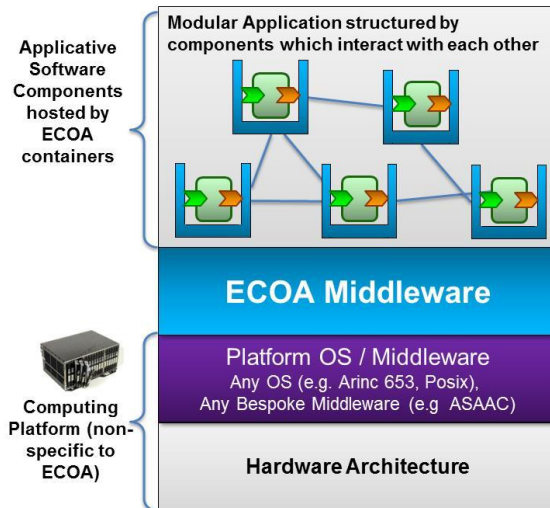 Applicative
Software
Components
hosted by
ECOA
containers
Modular Application structured by
components which interact with each other
ECOA Middleware
Platform OS / Middleware
Any OS (e.g. Arinc 653, Posix),
Any Bespoke Middleware (e.g ASAAC)
Computing
Platform (non-
specific to
ECOA)
Hardware Architecture